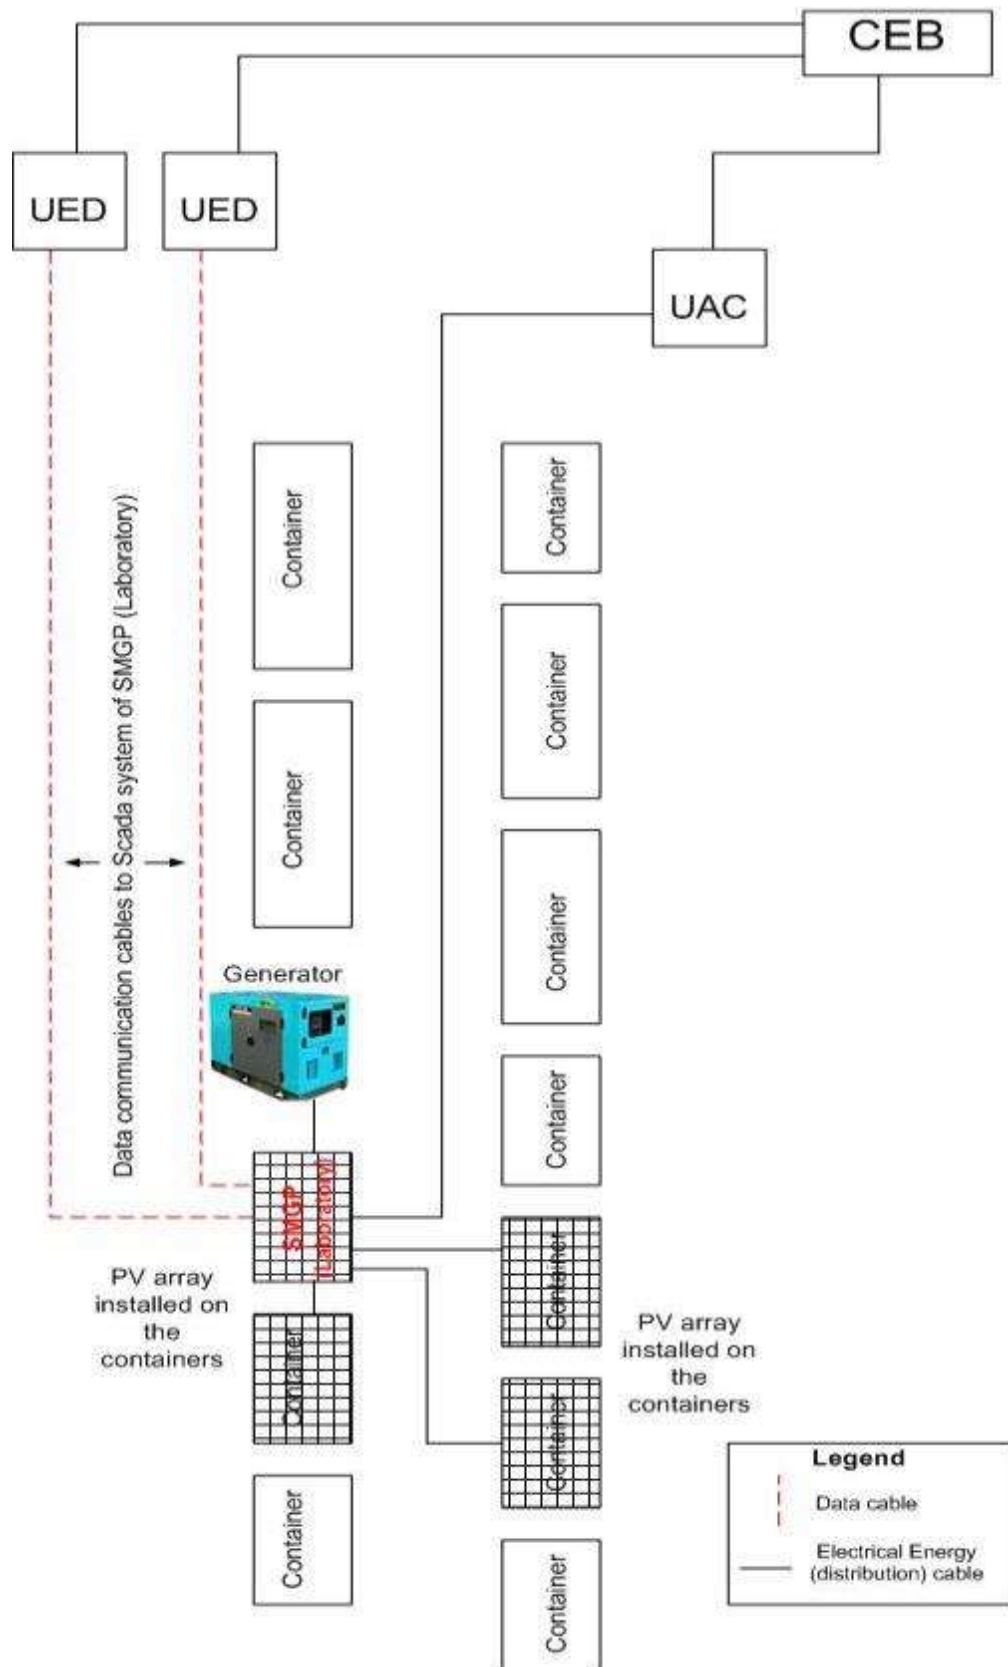 CEB
UED
UED
UAC
Container
Container
Container
Container
Container
Container
Data communication cables to Scada system of SMGP (Laboratory)
Generator
Container
SMGP
(Laboratory)
Container
PV array
installed on
the
containers
Container
PV array
installed on
the
containers
Container
Container
Container
Legend
Data cable
Electrical Energy
(distribution) cable